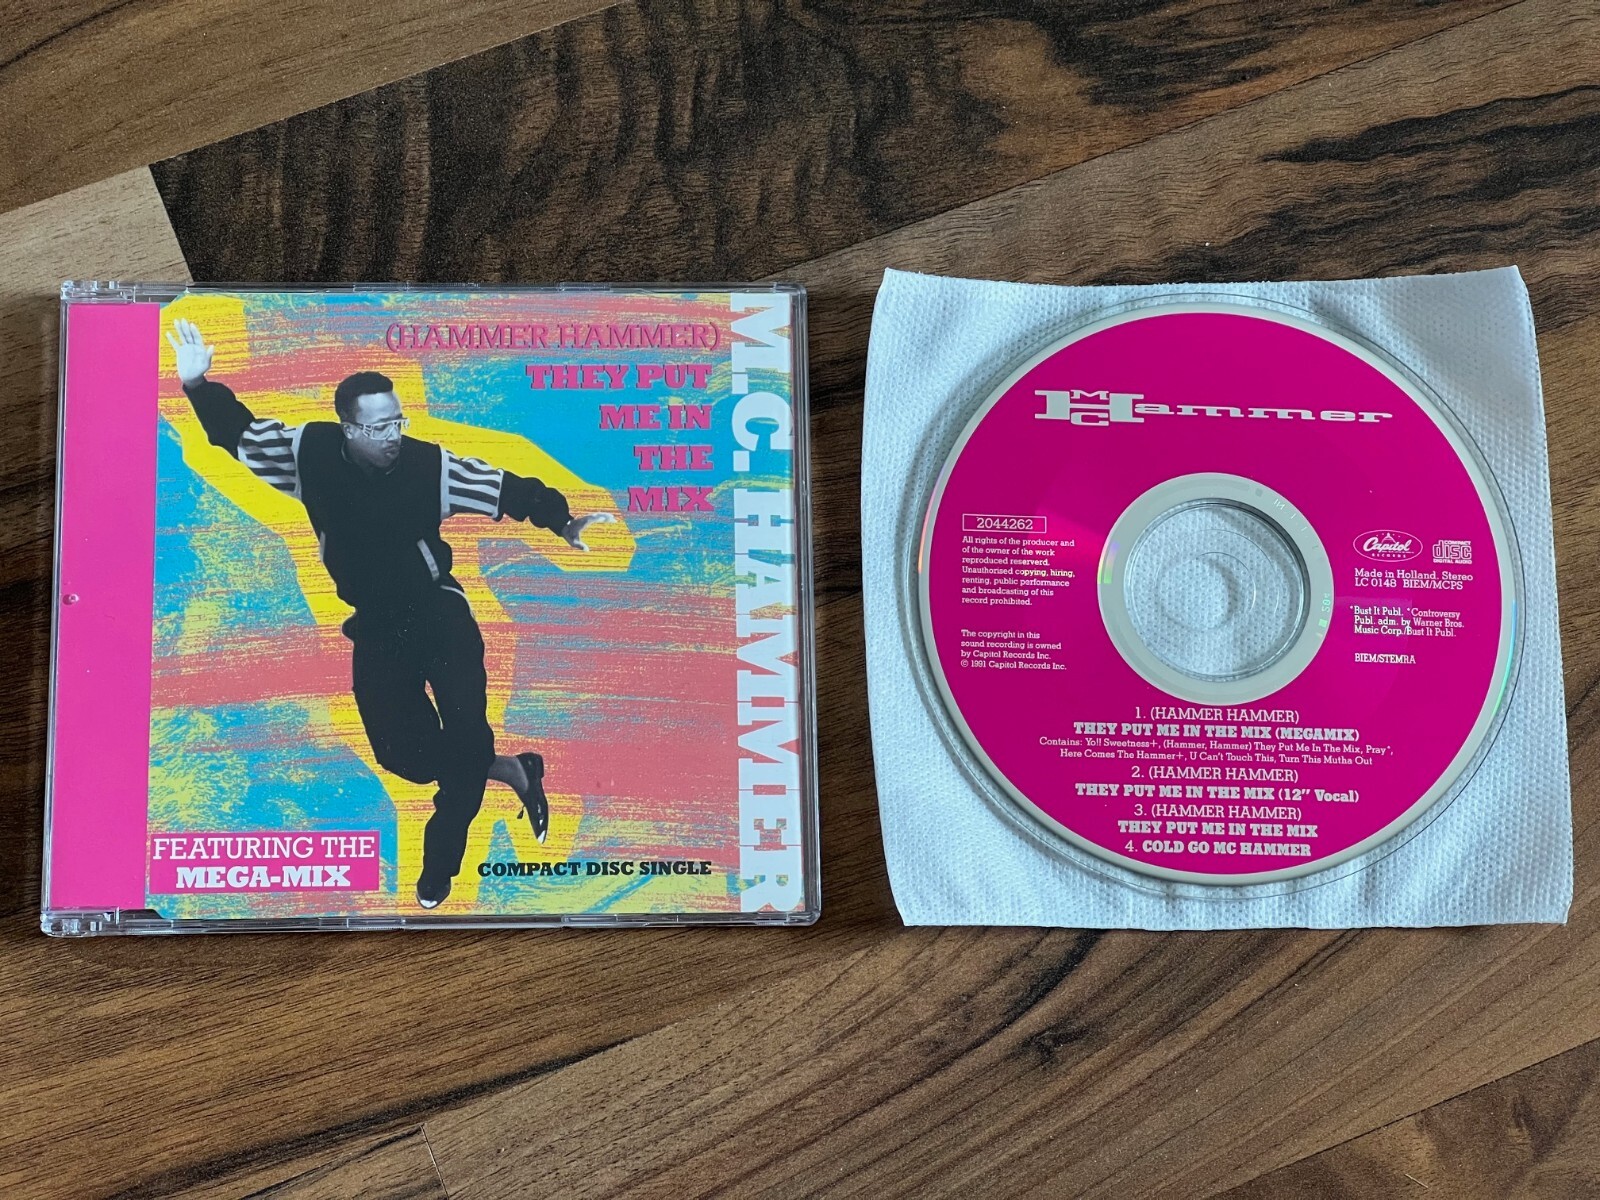 (HAMMER HAMMER)
THEY PUT
ME IN
THE
MIX
M.C. HAMMER
FEATURING THE
MEGA-MIX
COMPACT DISC SINGLE
MC Hammer
2044262
All rights of the producer and
of the owner of the work
reproduced reserverd.
Unauthorised copying, hiring,
renting, public performance
and broadcasting of this
record prohibited.
The copyright in this
sound recording is owned
by Capitol Records Inc.
© 1991 Capitol Records Inc.
Capitol
RECORDS
COMPACT
disc
DIGITAL AUDIO
Made in Holland. Stereo
LC 0148 BIEM/MCPS
*Bust It Publ. *Controversy
Publ. adm. by Warner Bros.
Music Corp./Bust It Publ.
BIEM/STEMRA
1. (HAMMER HAMMER)
THEY PUT ME IN THE MIX (MEGAMIX)
Contains: Yo!! Sweetness+, (Hammer, Hammer) They Put Me In The Mix, Pray*,
Here Comes The Hammer+, U Can't Touch This, Turn This Mutha Out
2. (HAMMER HAMMER)
THEY PUT ME IN THE MIX (12" Vocal)
3. (HAMMER HAMMER)
THEY PUT ME IN THE MIX
4. COLD GO MC HAMMER